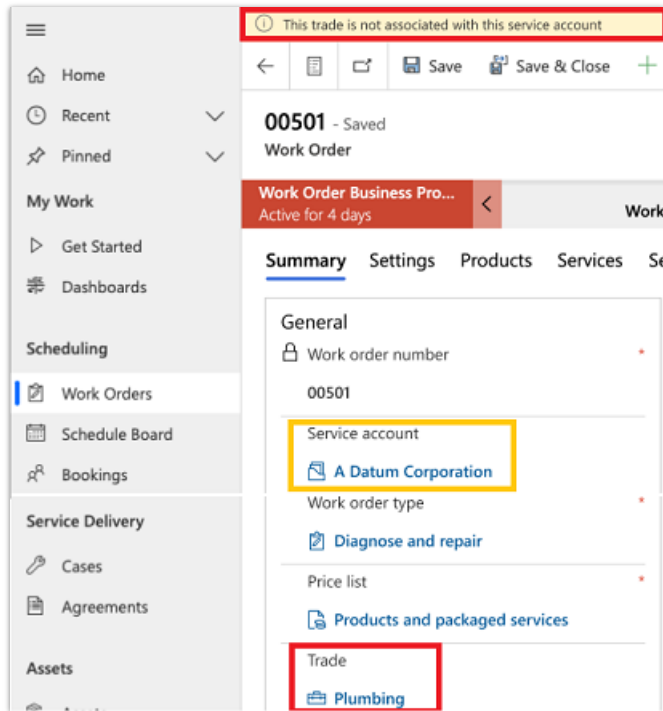 This trade is not associated with this service account
Home
Recent
Pinned
My Work
Get Started
Dashboards
Scheduling
Work Orders
Schedule Board
Bookings
Service Delivery
Cases
Agreements
Assets
Save
Save & Close
00501 - Saved
Work Order
Work Order Business Pro...
Active for 4 days
Work
Summary Settings Products Services Se
General
Work order number *
00501
Service account
A Datum Corporation
Work order type *
Diagnose and repair
Price list *
Products and packaged services
Trade
Plumbing